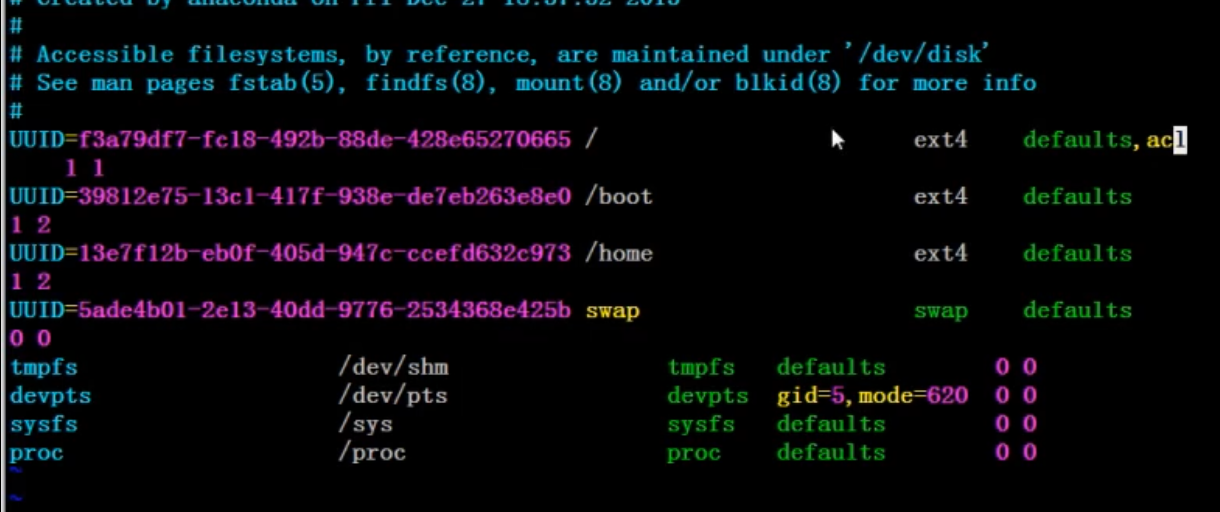 # Created by anaconda on Fri Dec 27 
#
# Accessible filesystems, by reference, are maintained under '/dev/disk'
# See man pages fstab(5), findfs(8), mount(8) and/or blkid(8) for more info
#
UUID=f3a79df7-fc18-492b-88de-428e65270665 / ext4 defaults,acl
1 1
UUID=39812e75-13c1-417f-938e-de7eb263e8e0 /boot ext4 defaults
1 2
UUID=13e7f12b-eb0f-405d-947c-ccefd632c973 /home ext4 defaults
1 2
UUID=5ade4b01-2e13-40dd-9776-2534368e425b swap swap defaults
0 0
tmpfs /dev/shm tmpfs defaults 0 0
devpts /dev/pts devpts gid=5,mode=620 0 0
sysfs /sys sysfs defaults 0 0
proc /proc proc defaults 0 0
~
~